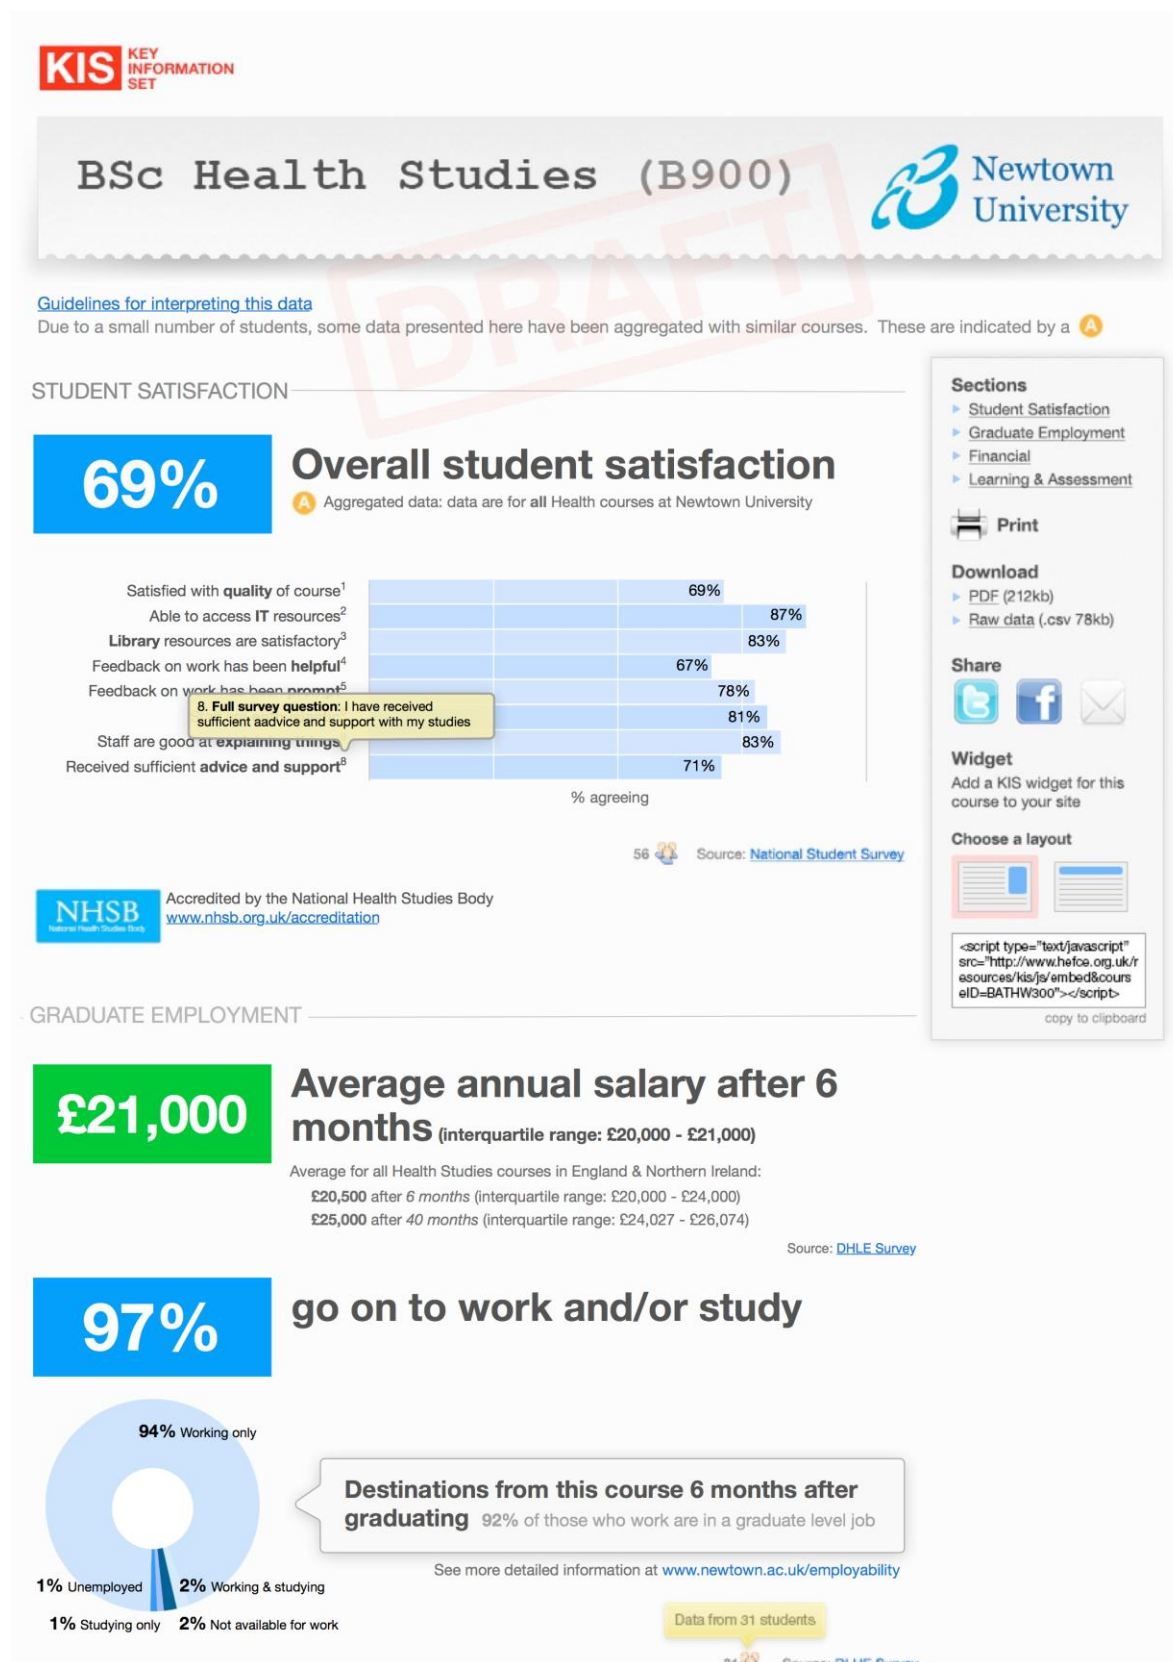 KIS KEY
INFORMATION
SET
BSc Health Studies (B900)
Newtown
University
DRAFT
Guidelines for interpreting this data
Due to a small number of students, some data presented here have been aggregated with similar courses. These are indicated by a A
STUDENT SATISFACTION
69%
Overall student satisfaction
A Aggregated data: data are for all Health courses at Newtown University
Satisfied with quality of course1 69%
Able to access IT resources2 87%
Library resources are satisfactory3 83%
Feedback on work has been helpful4 67%
Feedback on work has been prompt5 78%
8. Full survey question: I have received
sufficient aadvice and support with my studies
81%
Staff are good at explaining things 83%
Received sufficient advice and support8 71%
% agreeing
56 Source: National Student Survey
NHSB
National Health Studies Body
Accredited by the National Health Studies Body
www.nhsb.org.uk/accreditation
Sections
Student Satisfaction
Graduate Employment
Financial
Learning & Assessment
Print
Download
PDF (212kb)
Raw data (.csv 78kb)
Share
Widget
Add a KIS widget for this
course to your site
Choose a layout
<script type="text/javascript"
src="http://www.hefce.org.uk/r
esources/kis/js/embed&cours
eID=BATHW300"></script>
copy to clipboard
GRADUATE EMPLOYMENT
£21,000
Average annual salary after 6
months (interquartile range: £20,000 - £21,000)
Average for all Health Studies courses in England & Northern Ireland:
£20,500 after 6 months (interquartile range: £20,000 - £24,000)
£25,000 after 40 months (interquartile range: £24,027 - £26,074)
Source: DHLE Survey
97%
go on to work and/or study
94% Working only
Destinations from this course 6 months after
graduating 92% of those who work are in a graduate level job
See more detailed information at www.newtown.ac.uk/employability
1% Unemployed 2% Working & studying
1% Studying only 2% Not available for work
Data from 31 students